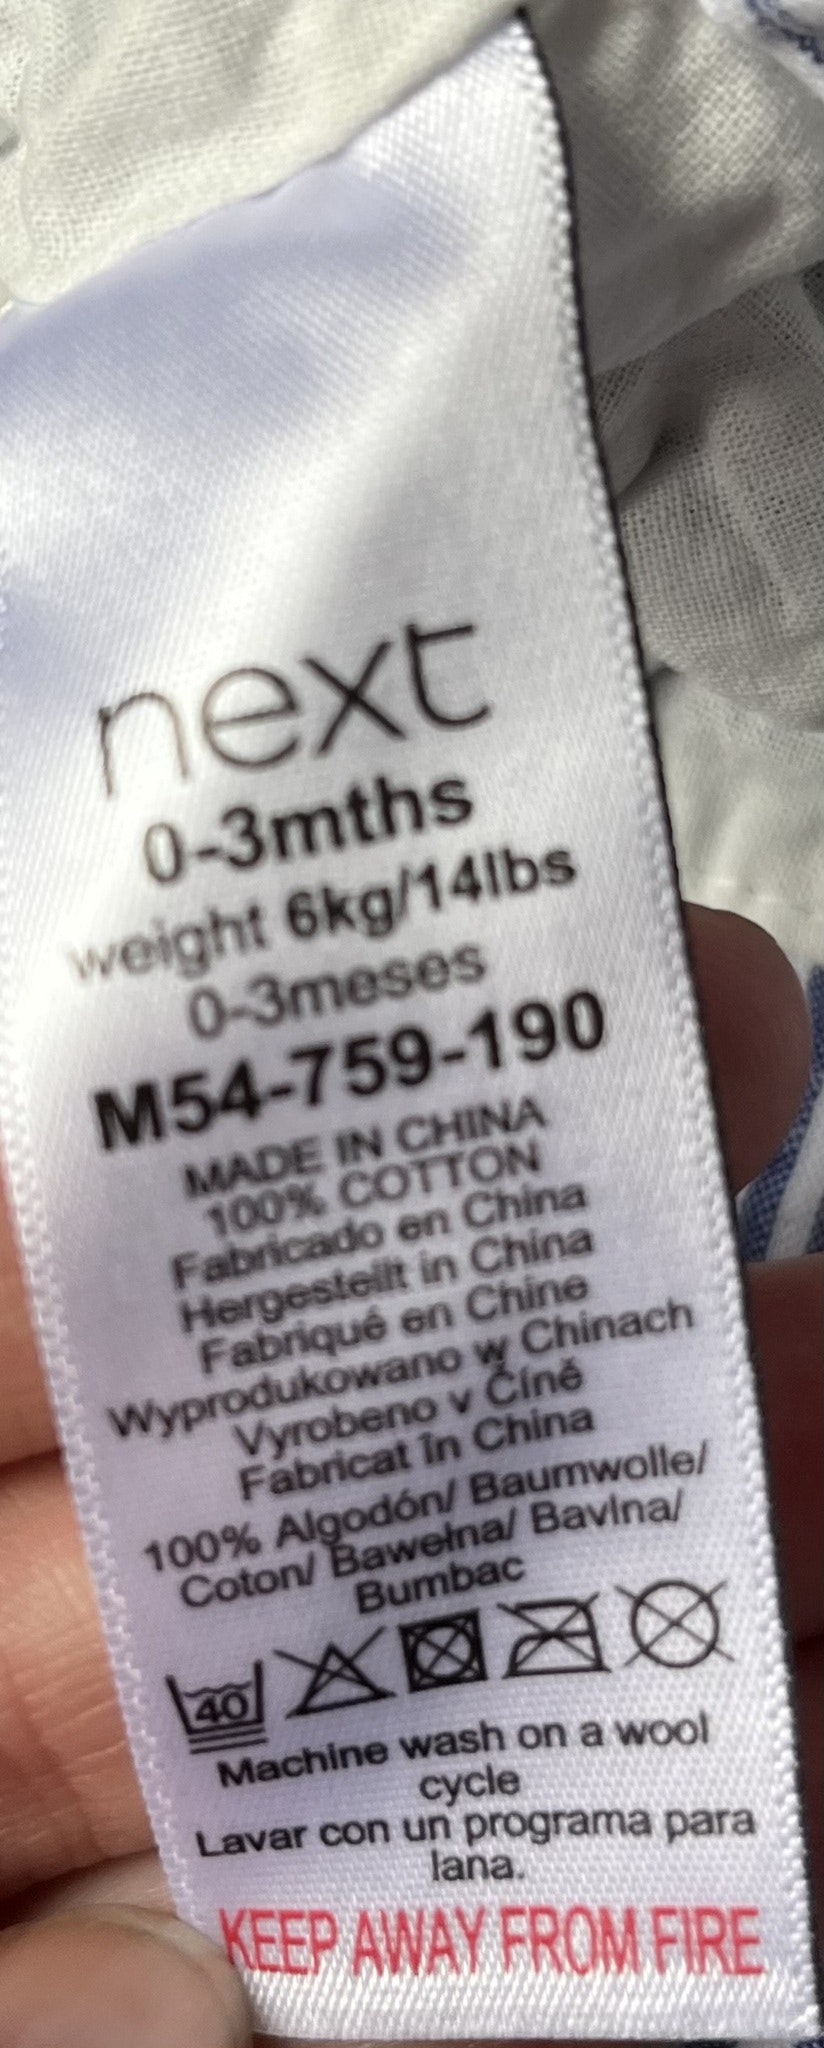 next
0-3mths
weight 6kg/14lbs
0-3meses
M54-759-190
MADE IN CHINA
100% COTTON
Fabricado en China
Hergestellt in China
Fabriqué en Chine
Wyprodukowano w Chinach
Vyrobeno v Číně
Fabricat în China
100% Algodón/ Baumwolle/
Coton/ Bawełna/ Bavlna/
Bumbac
40
Machine wash on a wool
cycle
Lavar con un programa para
lana.
KEEP AWAY FROM FIRE